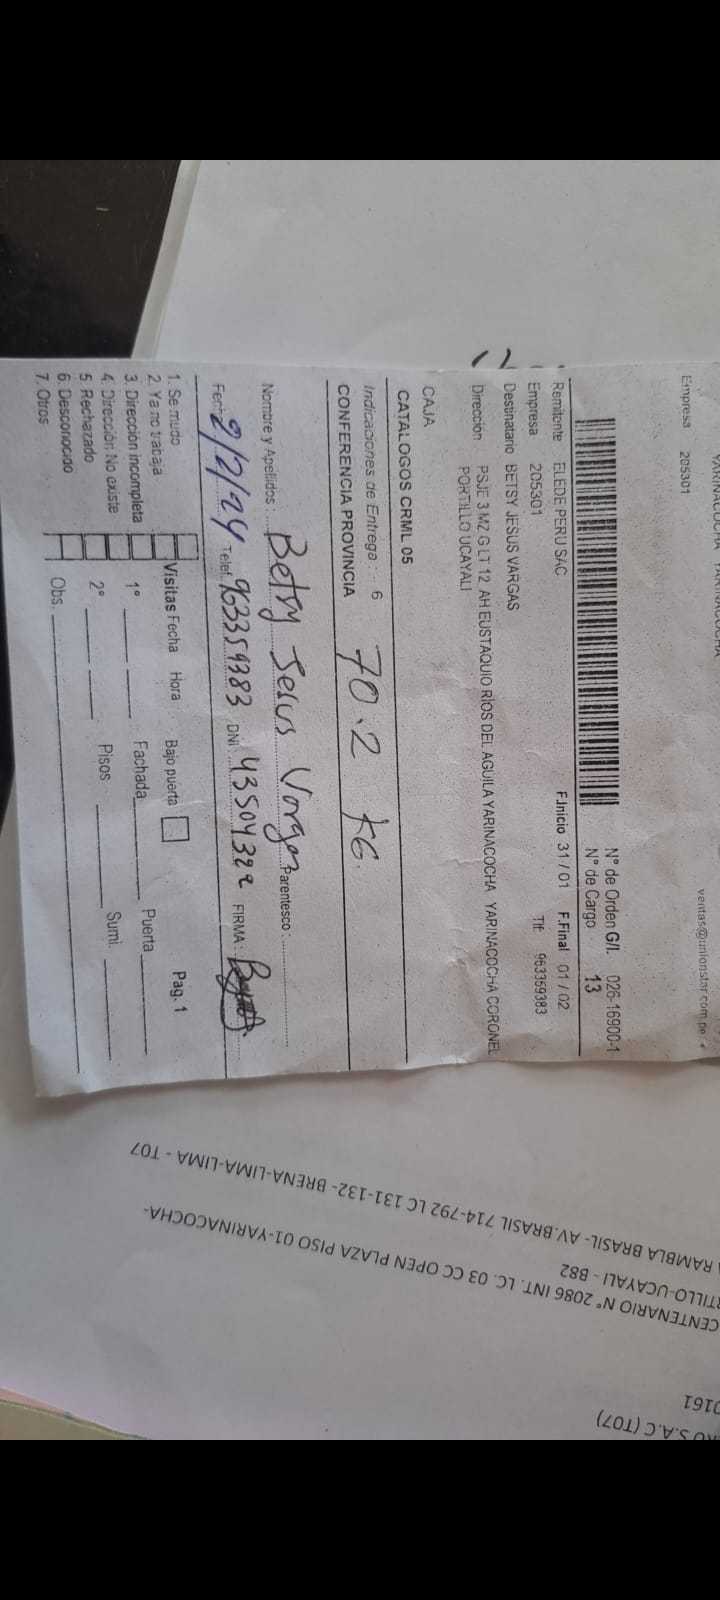 YARINACOCHA YARINACOCHA
ventas@unionstar.com.pe
Empresa 205301
N° de Orden G/I. 026-16900-1
N° de Cargo 13
Remitente ELEDE PERU SAC
F.Inicio 31 / 01 F.Final 01 / 02
Empresa 205301
Tlf: 963359383
Destinatario BETSY JESUS VARGAS
Dirección PSJE 3 MZ G LT 12 AH EUSTAQUIO RIOS DEL AGUILA YARINACOCHA YARINACOCHA CORONEL
PORTILLO UCAYALI
CAJA
CATALOGOS CRML 05
Indicaciones de Entrega : - 6
CONFERENCIA PROVINCIA
70.2 KG.
Nombre y Apellidos : Betsy Jesus Vargas Parentesco :
Fecha 2/2/24 Telef. 963359383 DNI 43504322 FIRMA :
1. Se mudo
2. Ya no trabaja
3. Dirección incompleta
4. Dirección No existe
5 Rechazado
6. Desconocido
7. Otros
Visitas Fecha Hora Bajo puerta Pag. 1
1° Fachada Puerta
2° Pisos Sumi.
Obs.
RAMBLA BRASIL- AV.BRASIL 714-792 LC 131-132- BRENA-LIMA-LIMA - T07
CENTENARIO N° 2086 INT. LC. 03 CC OPEN PLAZA PISO 01-YARINACOCHA-
TILLO-UCAYALI - B82
0161
S.A.C (T07)